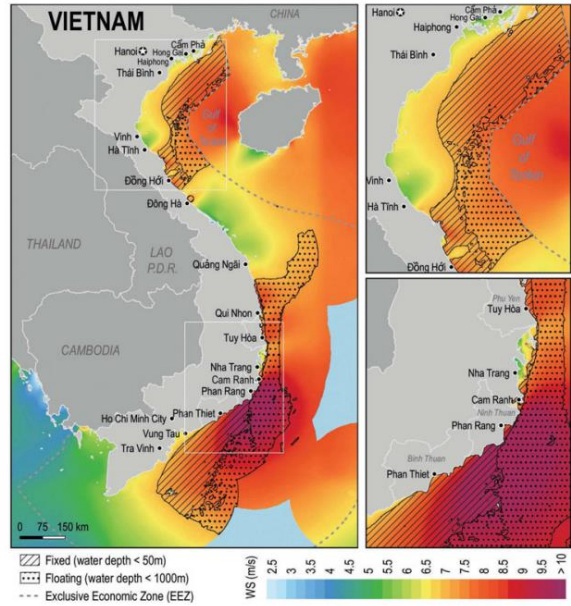 VIETNAM
CHINA
Hanoi
Cẩm Phả
Hong Gai
Haiphong
Thái Bình
Gulf
of
Vinh
Hà Tĩnh
Đồng Hới
Đông Hà
THAILAND
LAO
P.D.R.
Quảng Ngãi
CAMBODIA
Qui Nhon
Tuy Hòa
Nha Trang
Cam Ranh
Phan Rang
Ho Chi Minh City
Phan Thiet
Vung Tau
Tra Vinh
0 75 150 km
Hanoi
Cẩm Phả
Hong Gai
Haiphong
Thái Bình
Gulf
of
Vinh
Hà Tĩnh
Đồng Hới
Phu Yen
Tuy Hòa
Nha Trang
Cam Ranh
Ninh Thuan
Phan Rang
Binh Thuan
Phan Thiet
Fixed (water depth < 50m)
Floating (water depth < 1000m)
Exclusive Economic Zone (EEZ)
WS (m/s)
2.5 3 3.5 4 4.5 5 5.5 6 6.5 7 7.5 8 8.5 9 9.5 > 10